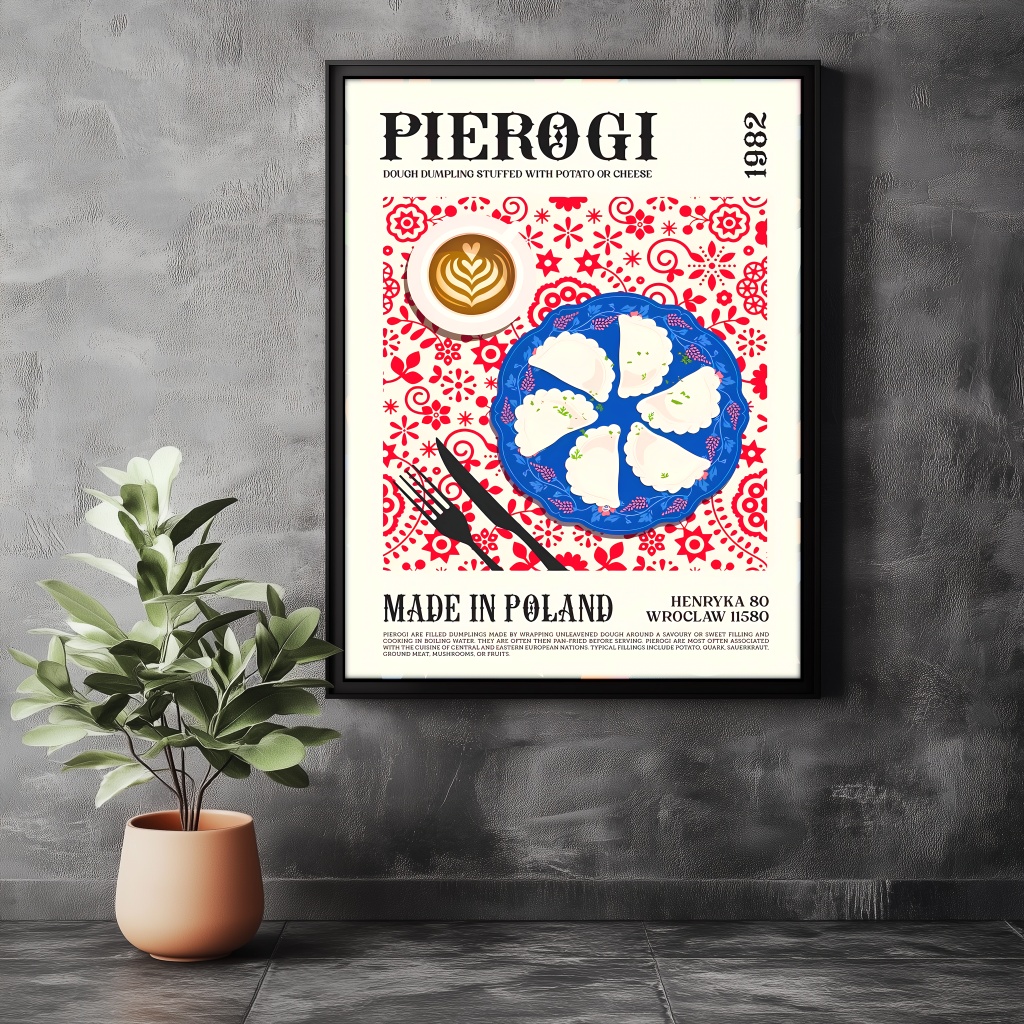 PIEROGI
1982
DOUGH DUMPLING STUFFED WITH POTATO OR CHEESE
MADE IN POLAND
HENRYKA 80
WROCLAW 11580
PIEROGI ARE FILLED DUMPLINGS MADE BY WRAPPING UNLEAVENED DOUGH AROUND A SAVOURY OR SWEET FILLING AND
COOKING IN BOILING WATER. THEY ARE OFTEN THEN PAN-FRIED BEFORE SERVING. PIEROGI ARE MOST OFTEN ASSOCIATED
WITH THE CUISINE OF CENTRAL AND EASTERN EUROPEAN NATIONS. TYPICAL FILLINGS INCLUDE POTATO, QUARK, SAUERKRAUT,
GROUND MEAT, MUSHROOMS, OR FRUITS.